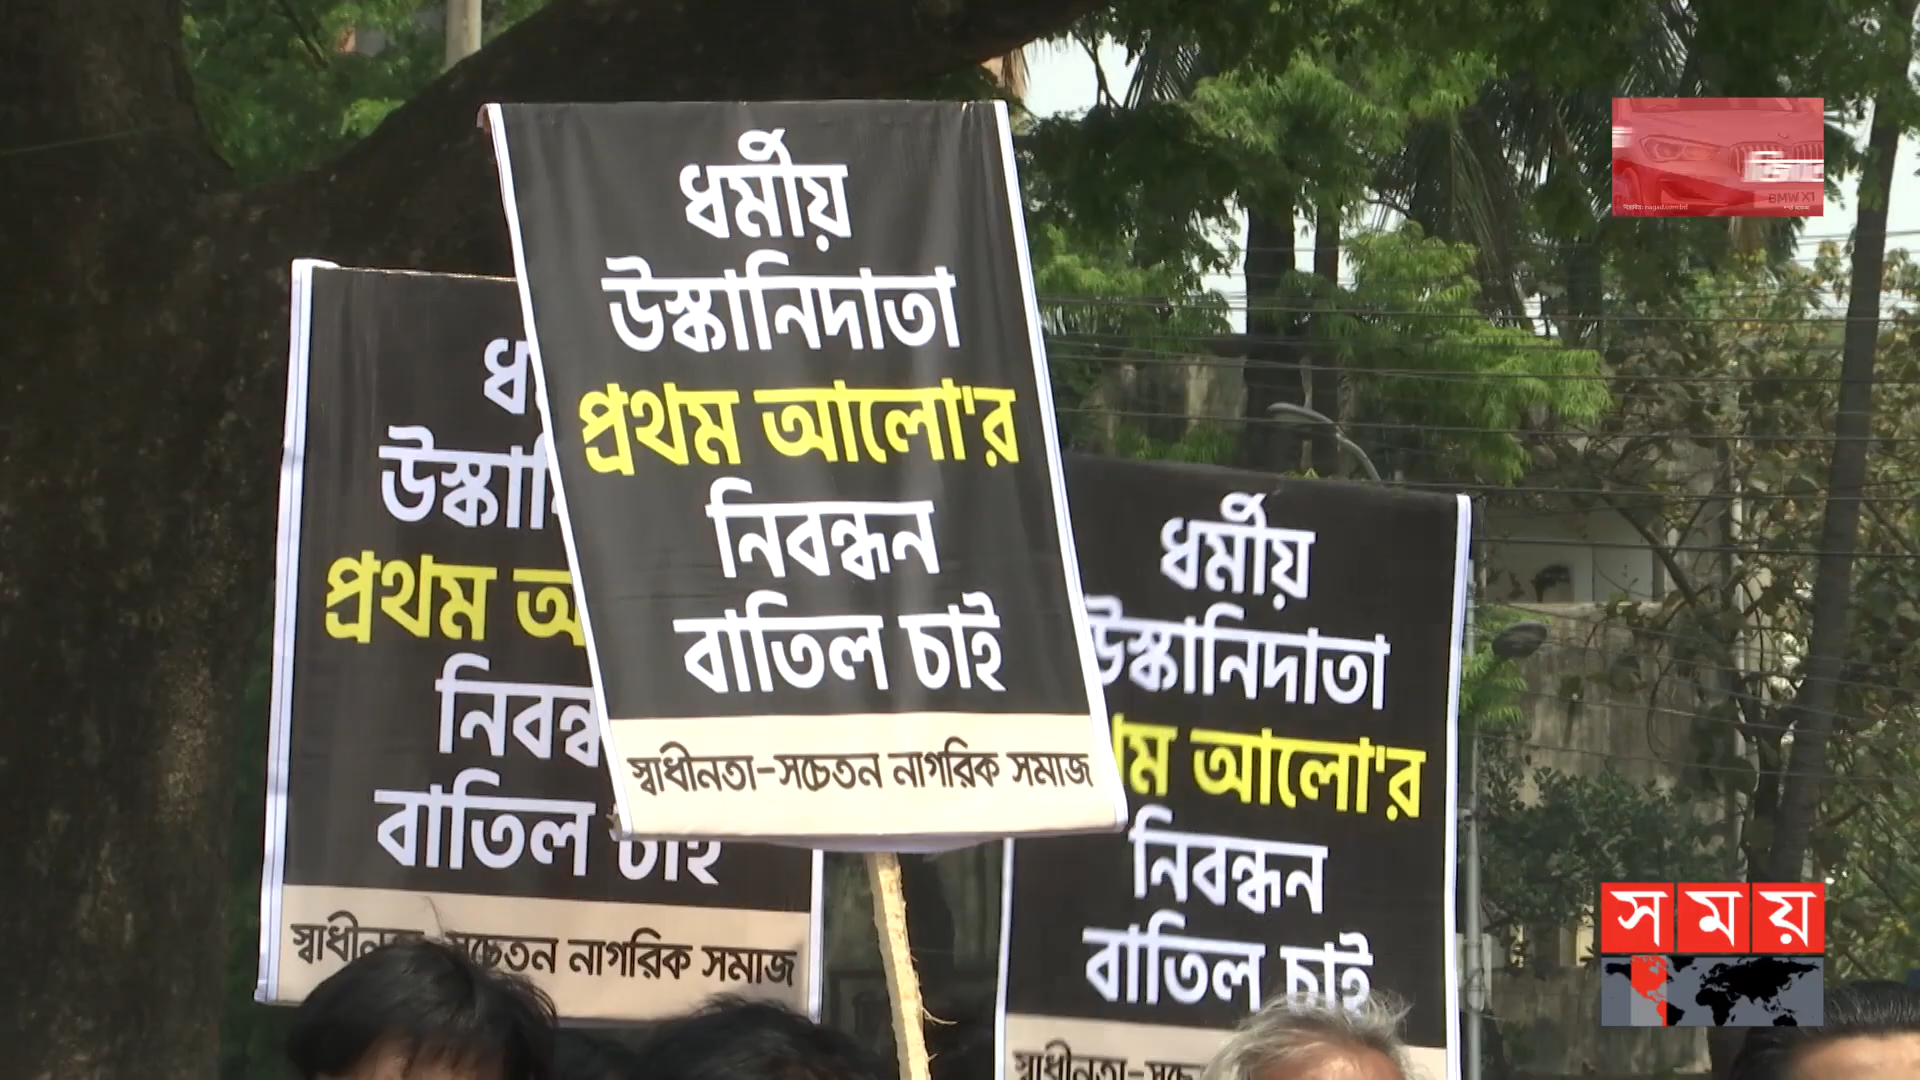 ধর্মীয়
উস্কানিদাতা
প্রথম আলো'র
নিবন্ধন
বাতিল চাই
স্বাধীনতা-সচেতন নাগরিক সমাজ
প্রথম
বাতিল চাই
নাগরিক সমাজ
ধর্মীয়
উস্কানিদাতা
আলো'র
নিবন্ধন
বাতিল চাই
সময়